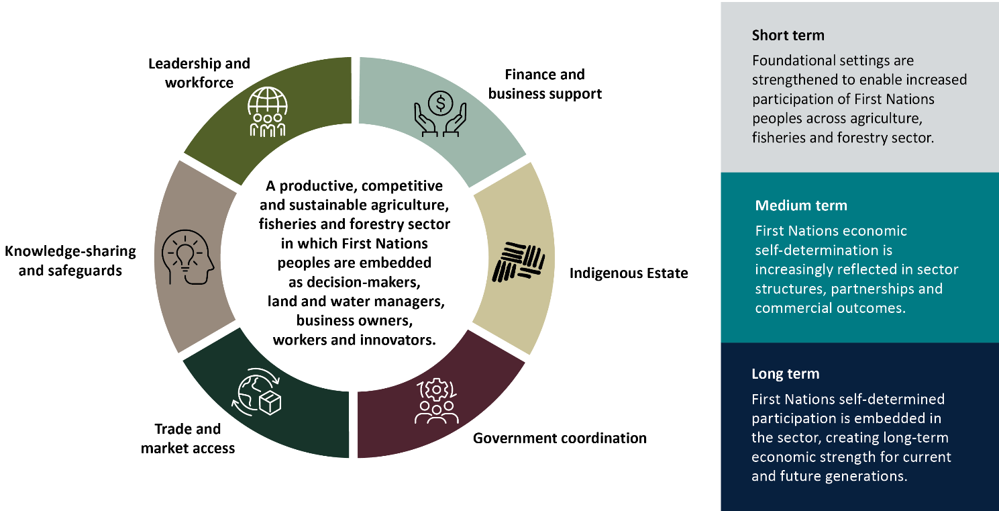 Leadership and
workforce
Finance and
business support
Knowledge-sharing
and safeguards
A productive, competitive
and sustainable agriculture,
fisheries and forestry sector
in which First Nations
peoples are embedded
as decision-makers,
land and water managers,
business owners,
workers and innovators.
Indigenous Estate
Trade and
market access
Government coordination
Short term
Foundational settings are
strengthened to enable increased
participation of First Nations
peoples across agriculture,
fisheries and forestry sector.
Medium term
First Nations economic
self-determination is
increasingly reflected in sector
structures, partnerships and
commercial outcomes.
Long term
First Nations self-determined
participation is embedded in
the sector, creating long-term
economic strength for current
and future generations.